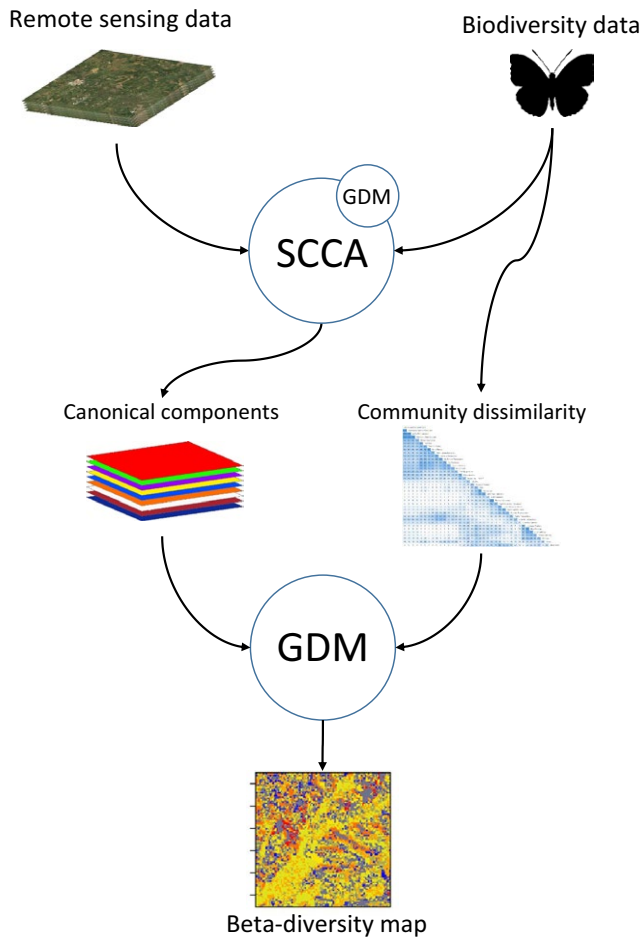 Remote sensing data
Biodiversity data
GDM
SCCA
Canonical components
Community dissimilarity
GDM
Beta-diversity map